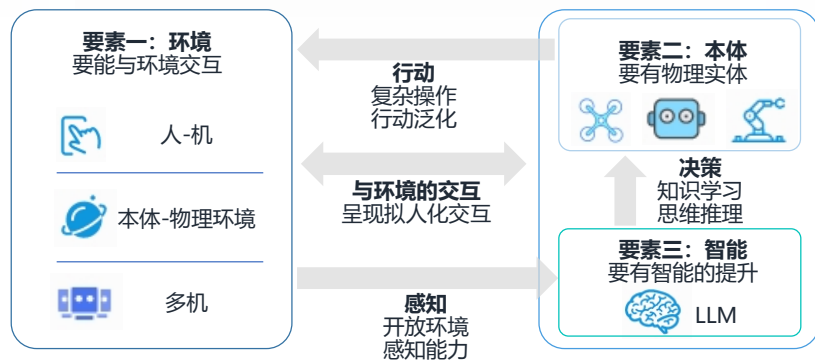 要素一：环境
要能与环境交互
人-机
本体-物理环境
多机
行动
复杂操作
行动泛化
与环境的交互
呈现拟人化交互
感知
开放环境
感知能力
要素二：本体
要有物理实体
决策
知识学习
思维推理
要素三：智能
要有智能的提升
LLM